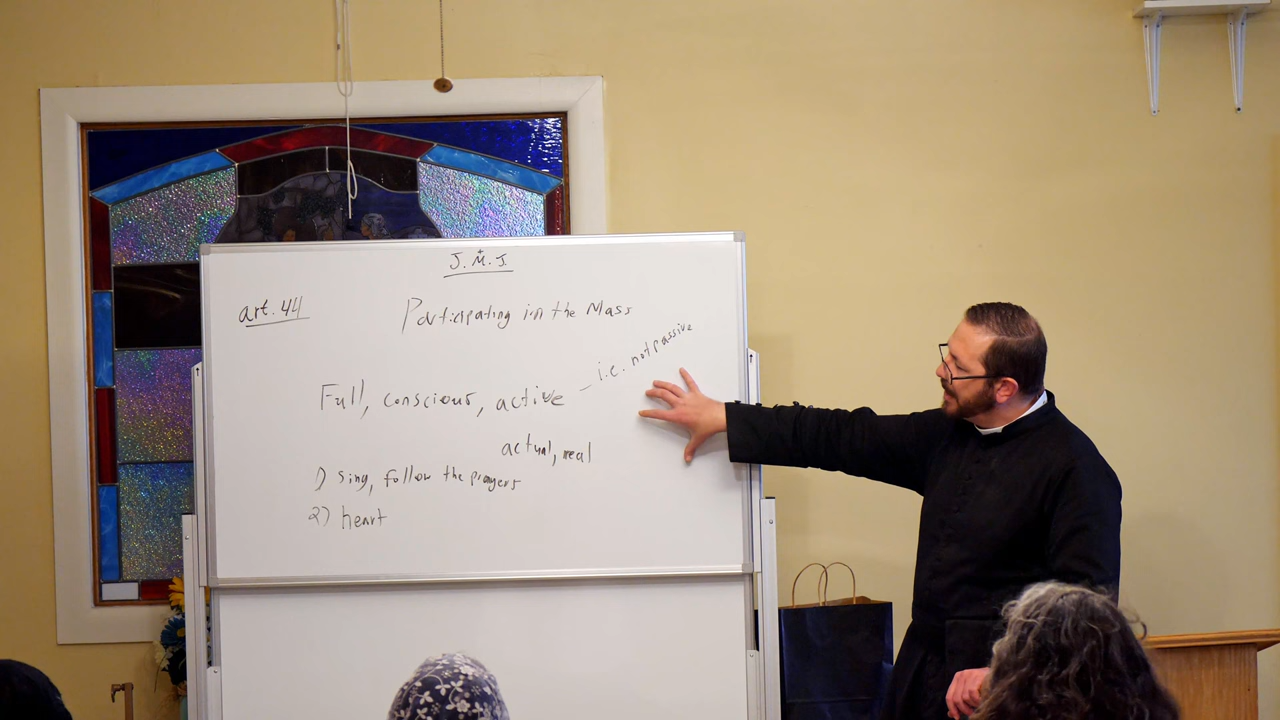 J. M. J.
art. 44
Participating in the Mass
Full, conscious, active – i.e. not passive
actual, real
1) sing, follow the prayers
2) heart